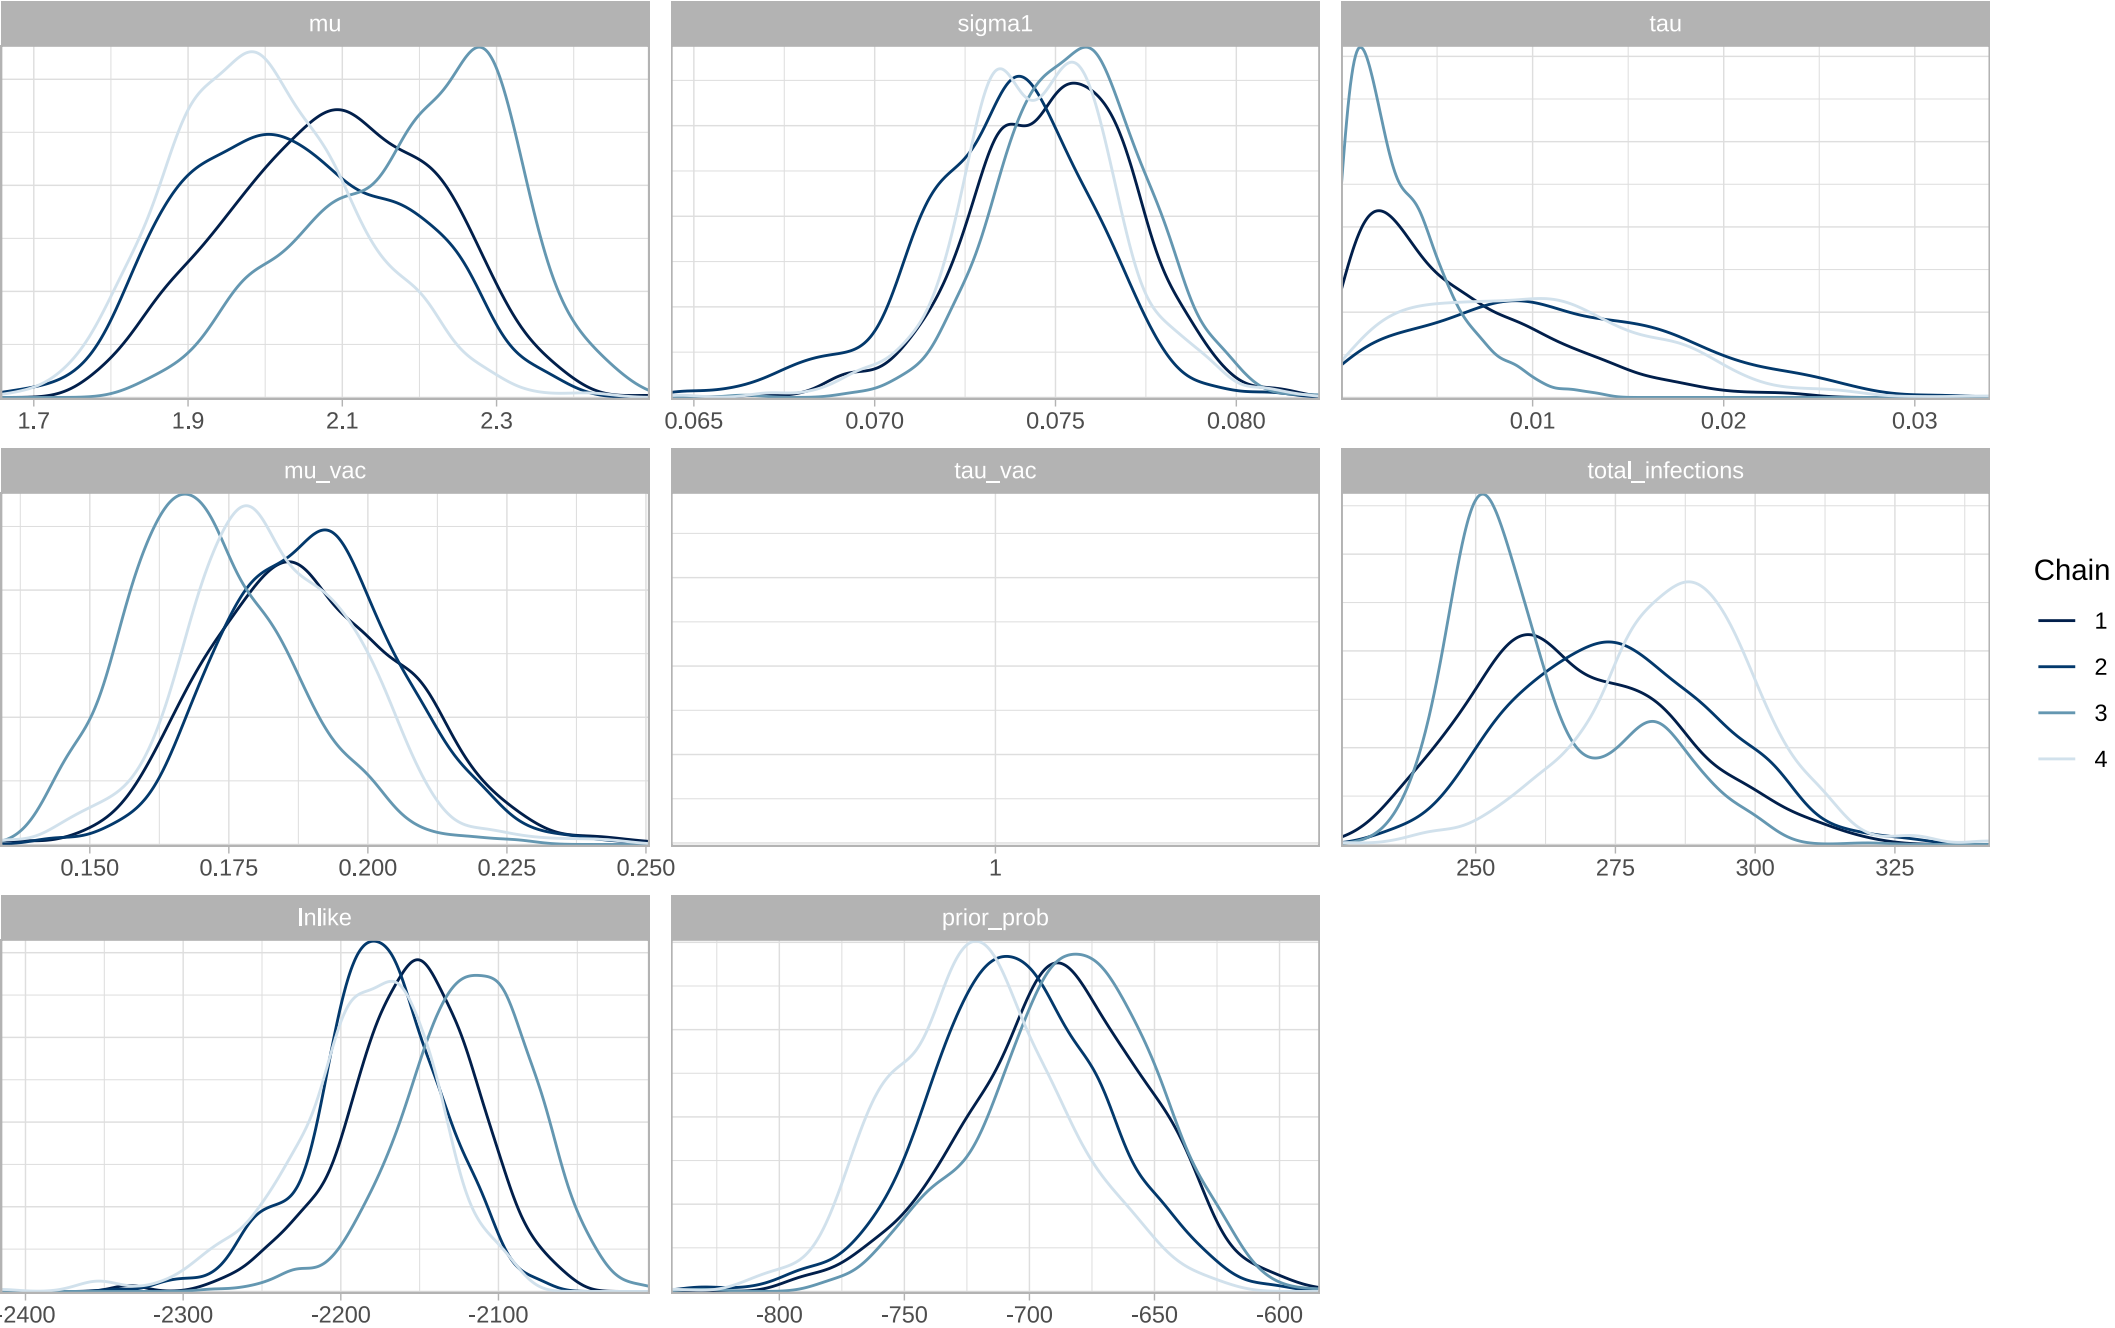 mu
sigma1
tau
1.7 1.9 2.1 2.3
0.065 0.070 0.075 0.080
0.01 0.02 0.03
mu_vac
tau_vac
total_infections
0.150 0.175 0.200 0.225 0.250
1
250 275 300 325
Chain
1
2
3
4
lnlike
prior_prob
-2400 -2300 -2200 -2100
-800 -750 -700 -650 -600